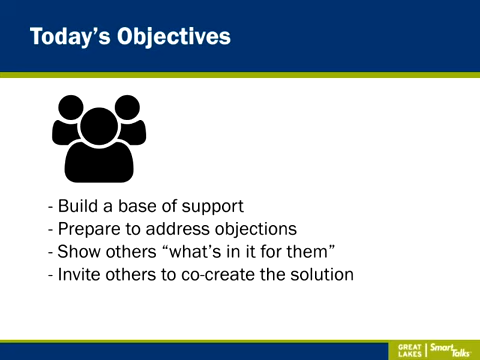 Today's Objectives
- Build a base of support
- Prepare to address objections
- Show others “what's in it for them”
- Invite others to co-create the solution
GREAT LAKES
Smart Talks